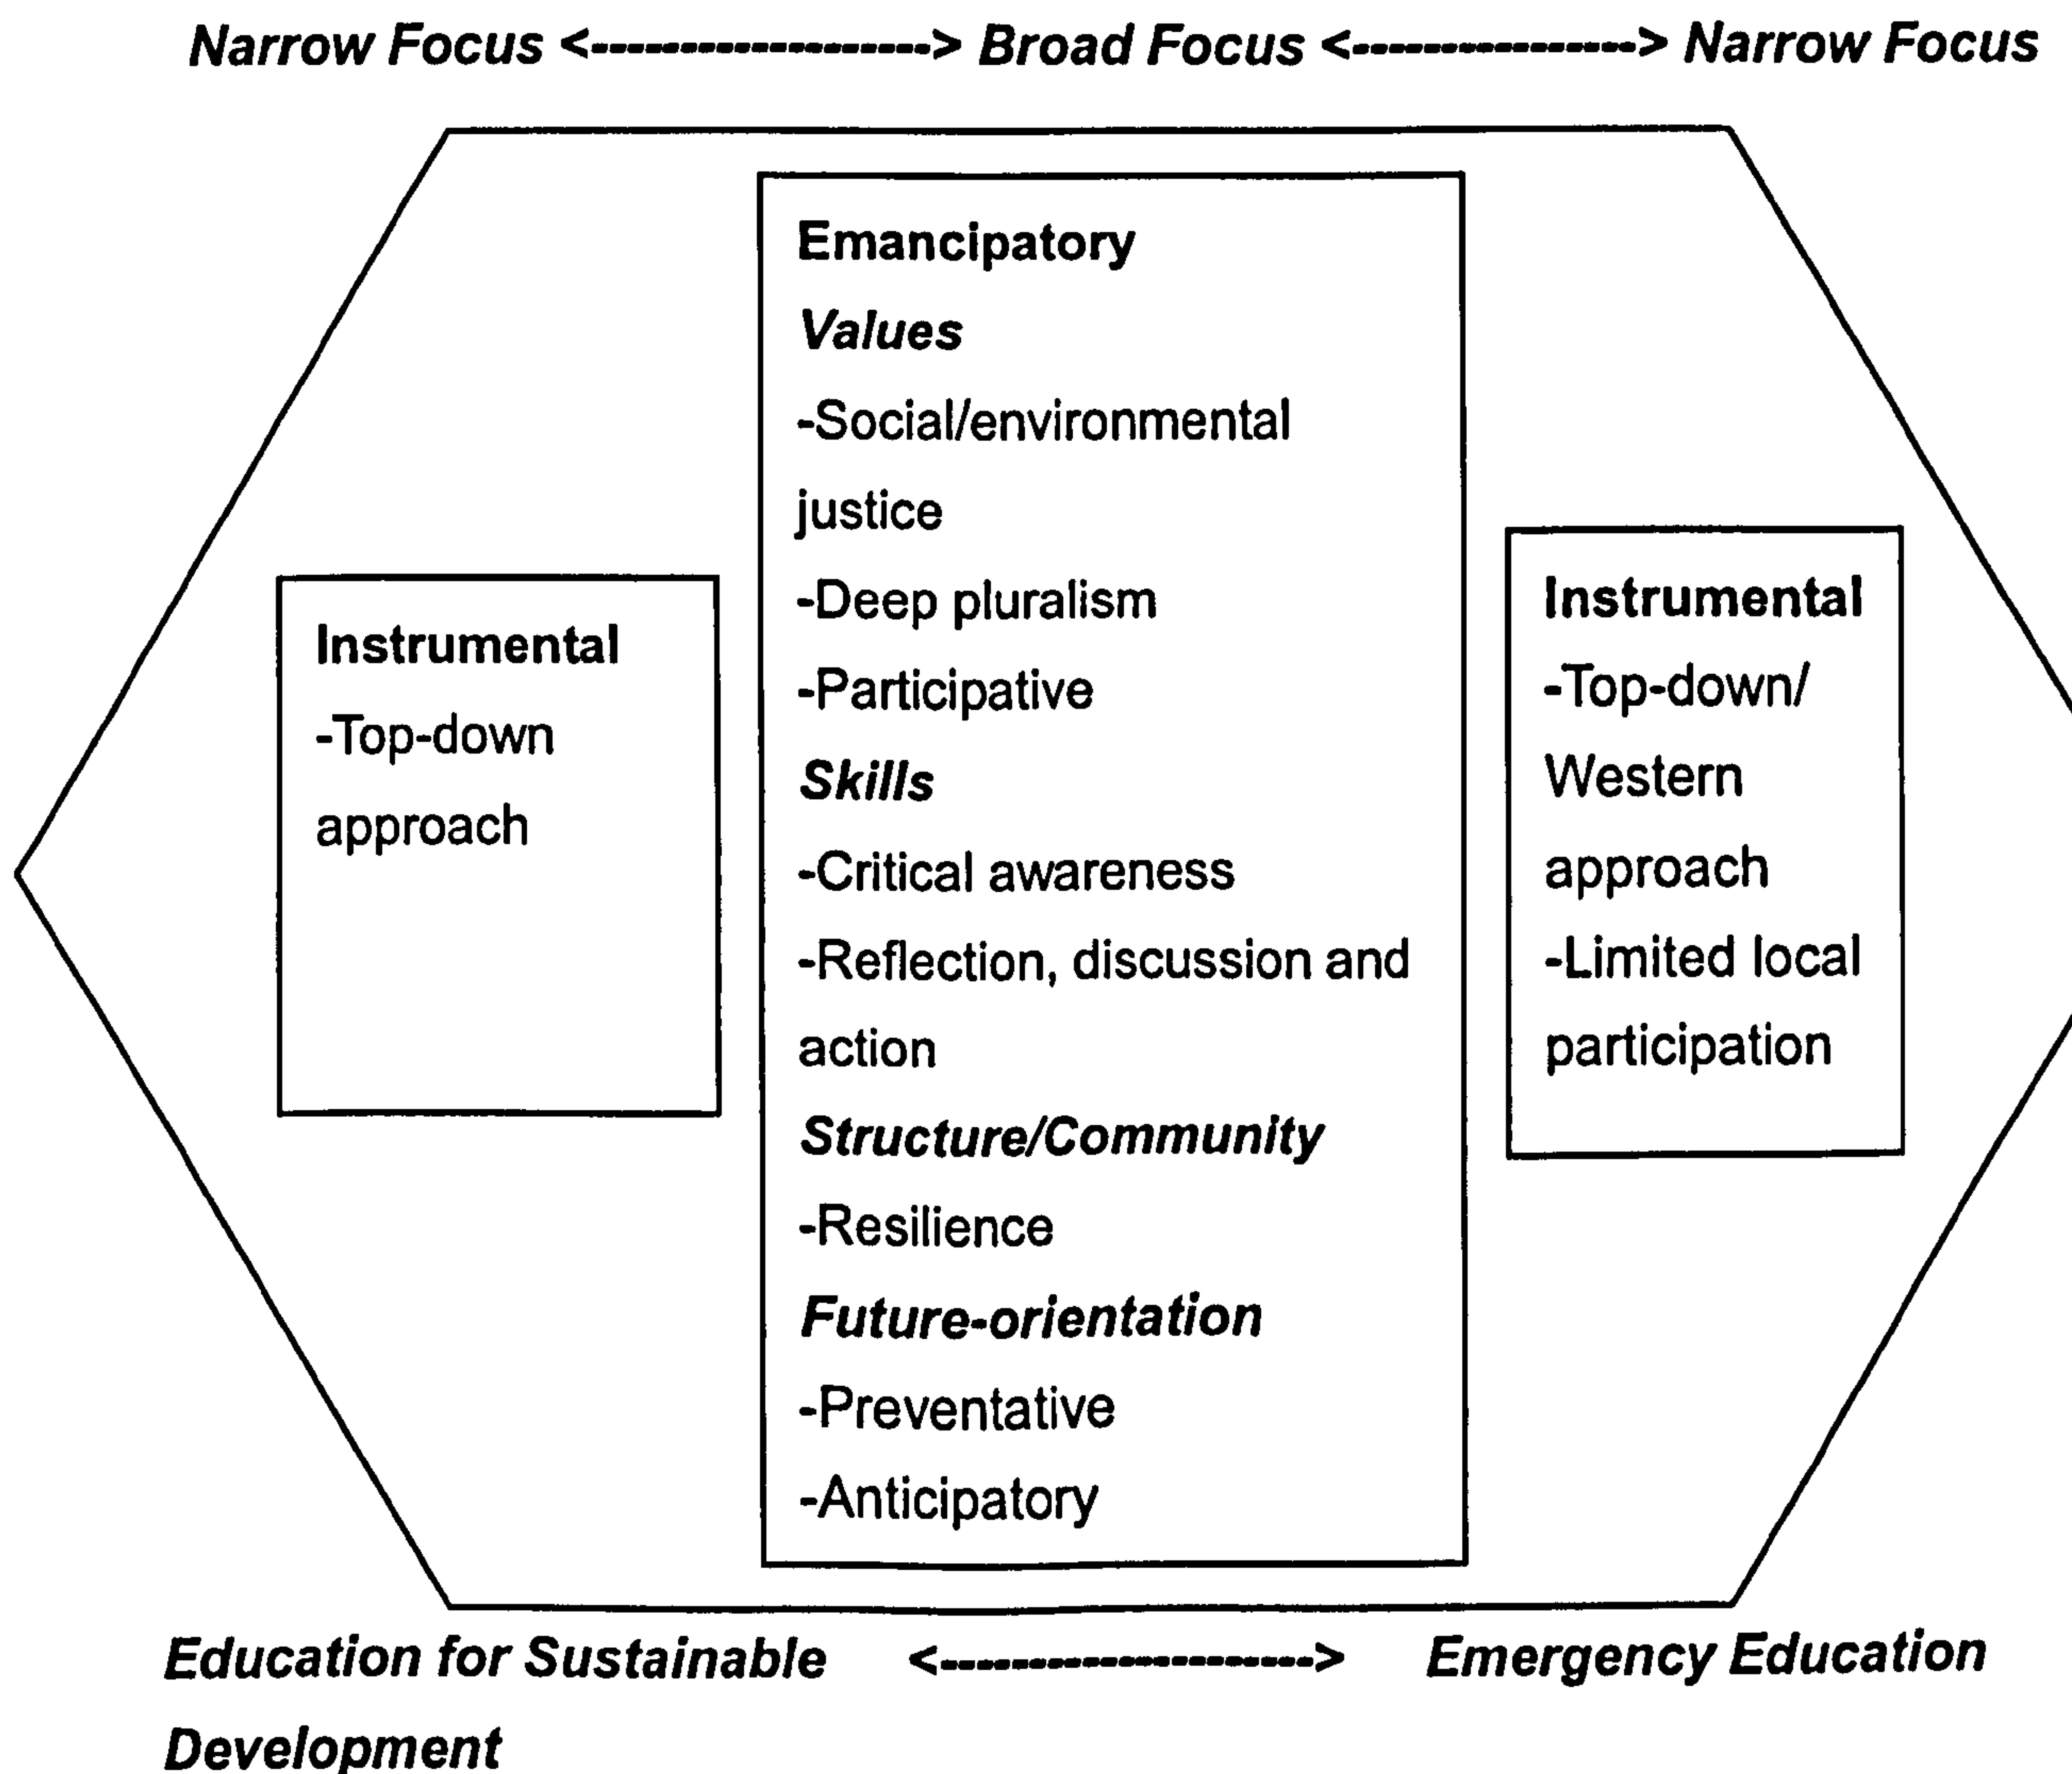 Narrow Focus <-------------------> Broad Focus <---------------> Narrow Focus
Instrumental
-Top-down
approach
Emancipatory
Values
-Social/environmental
justice
-Deep pluralism
-Participative
Skills
-Critical awareness
-Reflection, discussion and
action
Structure/Community
-Resilience
Future-orientation
-Preventative
-Anticipatory
Instrumental
-Top-down/
Western
approach
-Limited local
participation
Education for Sustainable <---------------------> Emergency Education
Development